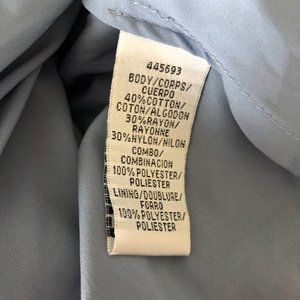 445693
BODY/CORPS/
CUERPO
40%COTTON/
COTON/ALGODON
30%RAYON/
RAYONNE
30%NYLON/NILON
COMBO/
COMBINACION
100%POLYESTER/
POLIESTER
LINING/DOUBLURE/
FORRO
100%POLYESTER/
POLIESTER